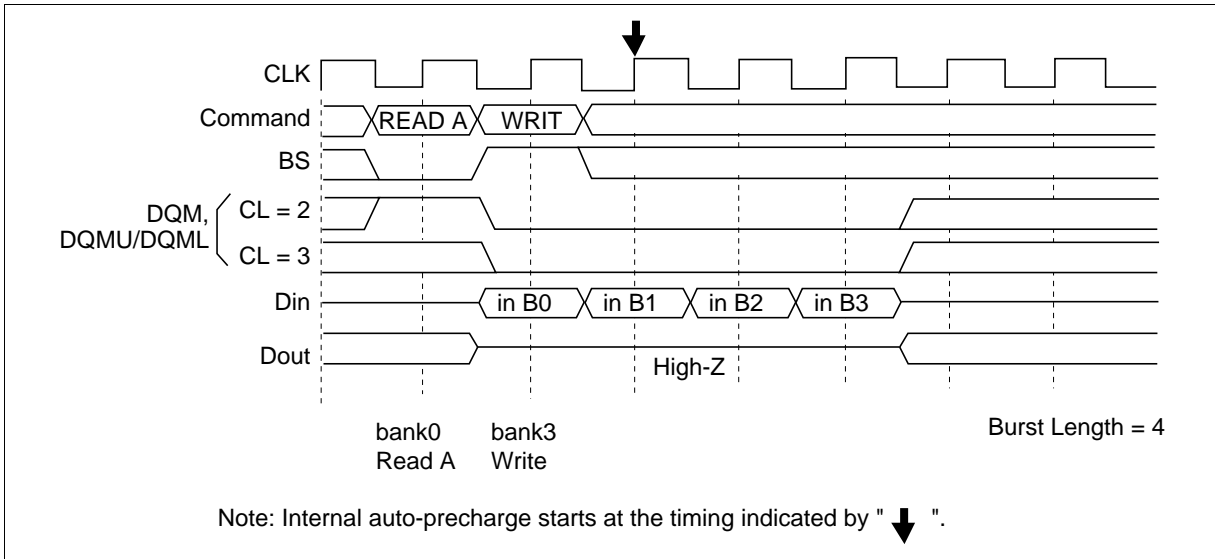 CLK
Command READ A WRIT
BS
DQM,
DQMU/DQML
CL = 2
CL = 3
Din in B0 in B1 in B2 in B3
Dout High-Z
bank0 bank3 Burst Length = 4
Read A Write
Note: Internal auto-precharge starts at the timing indicated by " ".